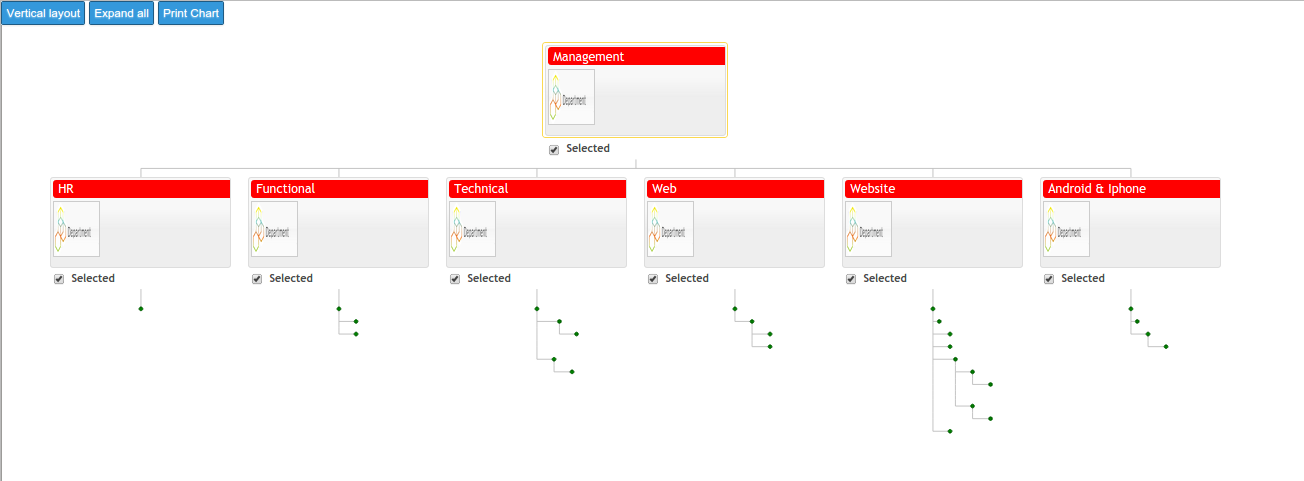 Vertical layout Expand all Print Chart
Management
Department
Selected
HR Functional Technical Web Website Android & Iphone
Department Department Department Department Department Department
Selected Selected Selected Selected Selected Selected